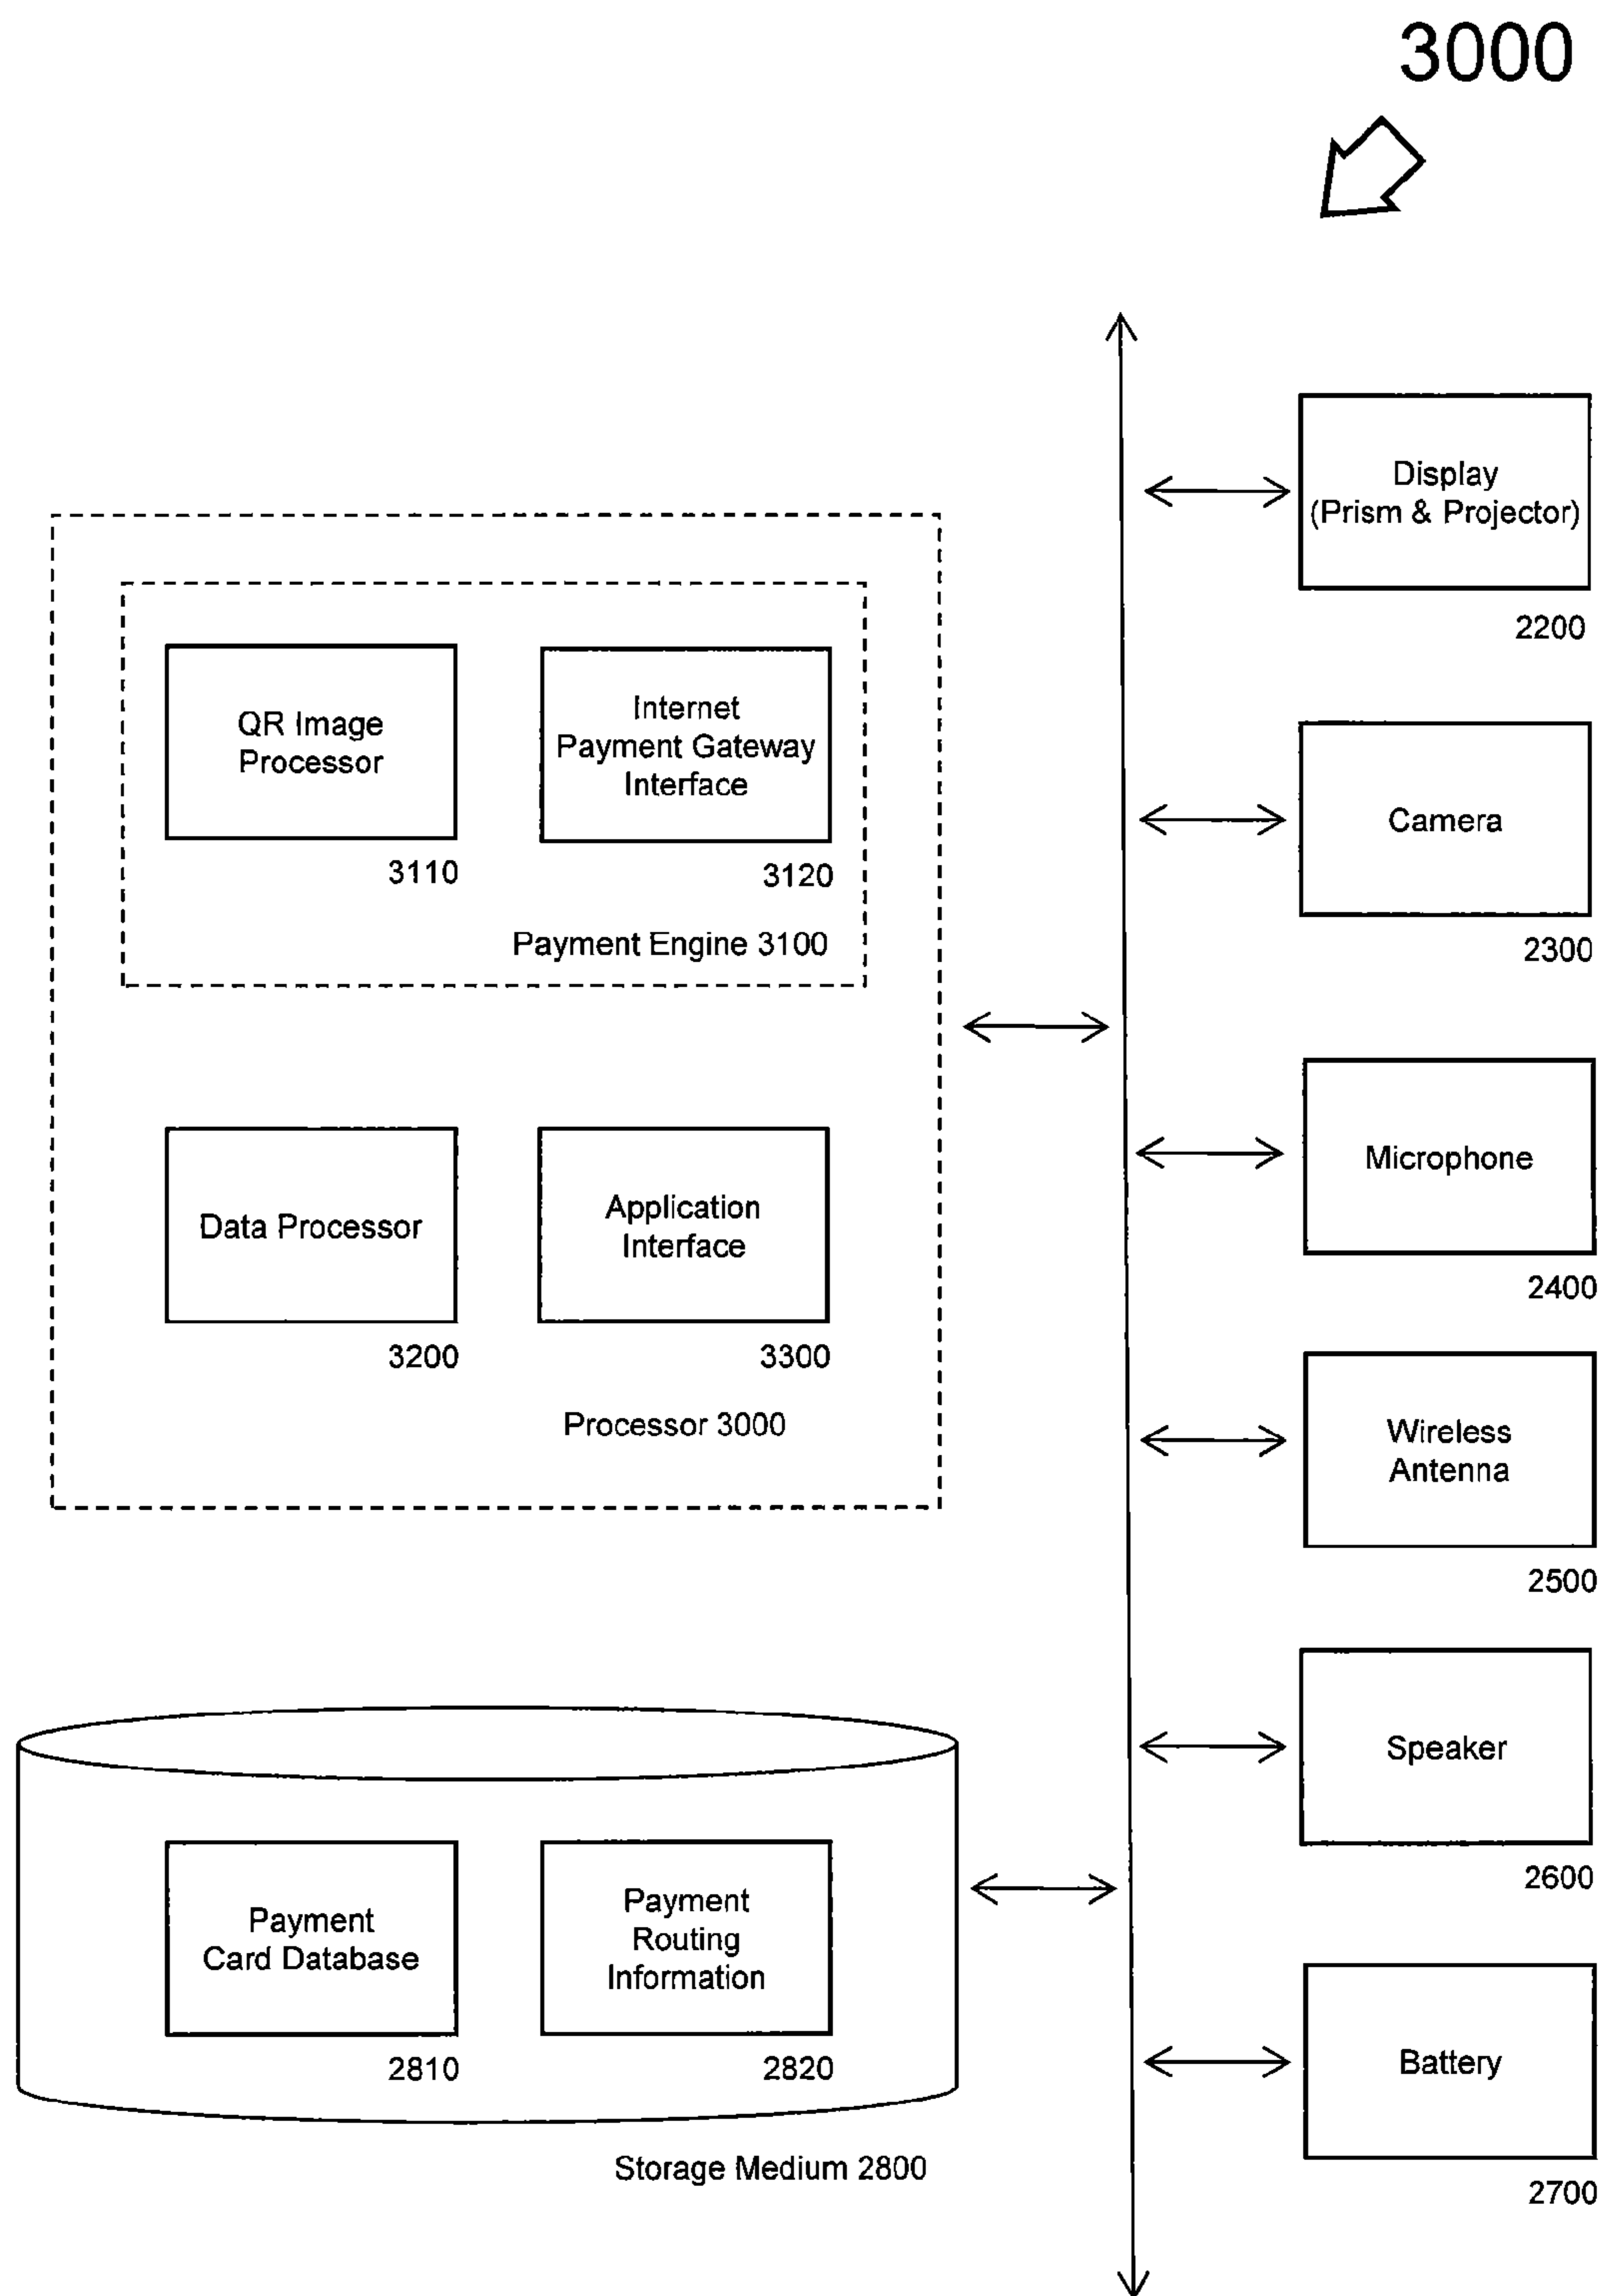 3000
Display
(Prism & Projector)
2200
QR Image
Processor
3110
Internet
Payment Gateway
Interface
3120
Payment Engine 3100
Camera
2300
Data Processor
3200
Application
Interface
3300
Processor 3000
Microphone
2400
Wireless
Antenna
2500
Speaker
2600
Payment
Card Database
2810
Payment
Routing
Information
2820
Storage Medium 2800
Battery
2700